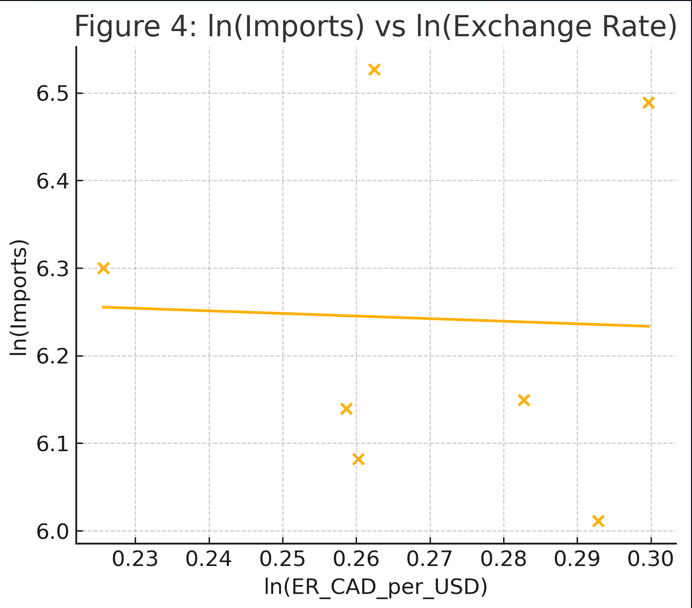 Figure 4: ln(Imports) vs ln(Exchange Rate)
ln(Imports)
6.5
6.4
6.3
6.2
6.1
6.0
0.23 0.24 0.25 0.26 0.27 0.28 0.29 0.30
ln(ER_CAD_per_USD)